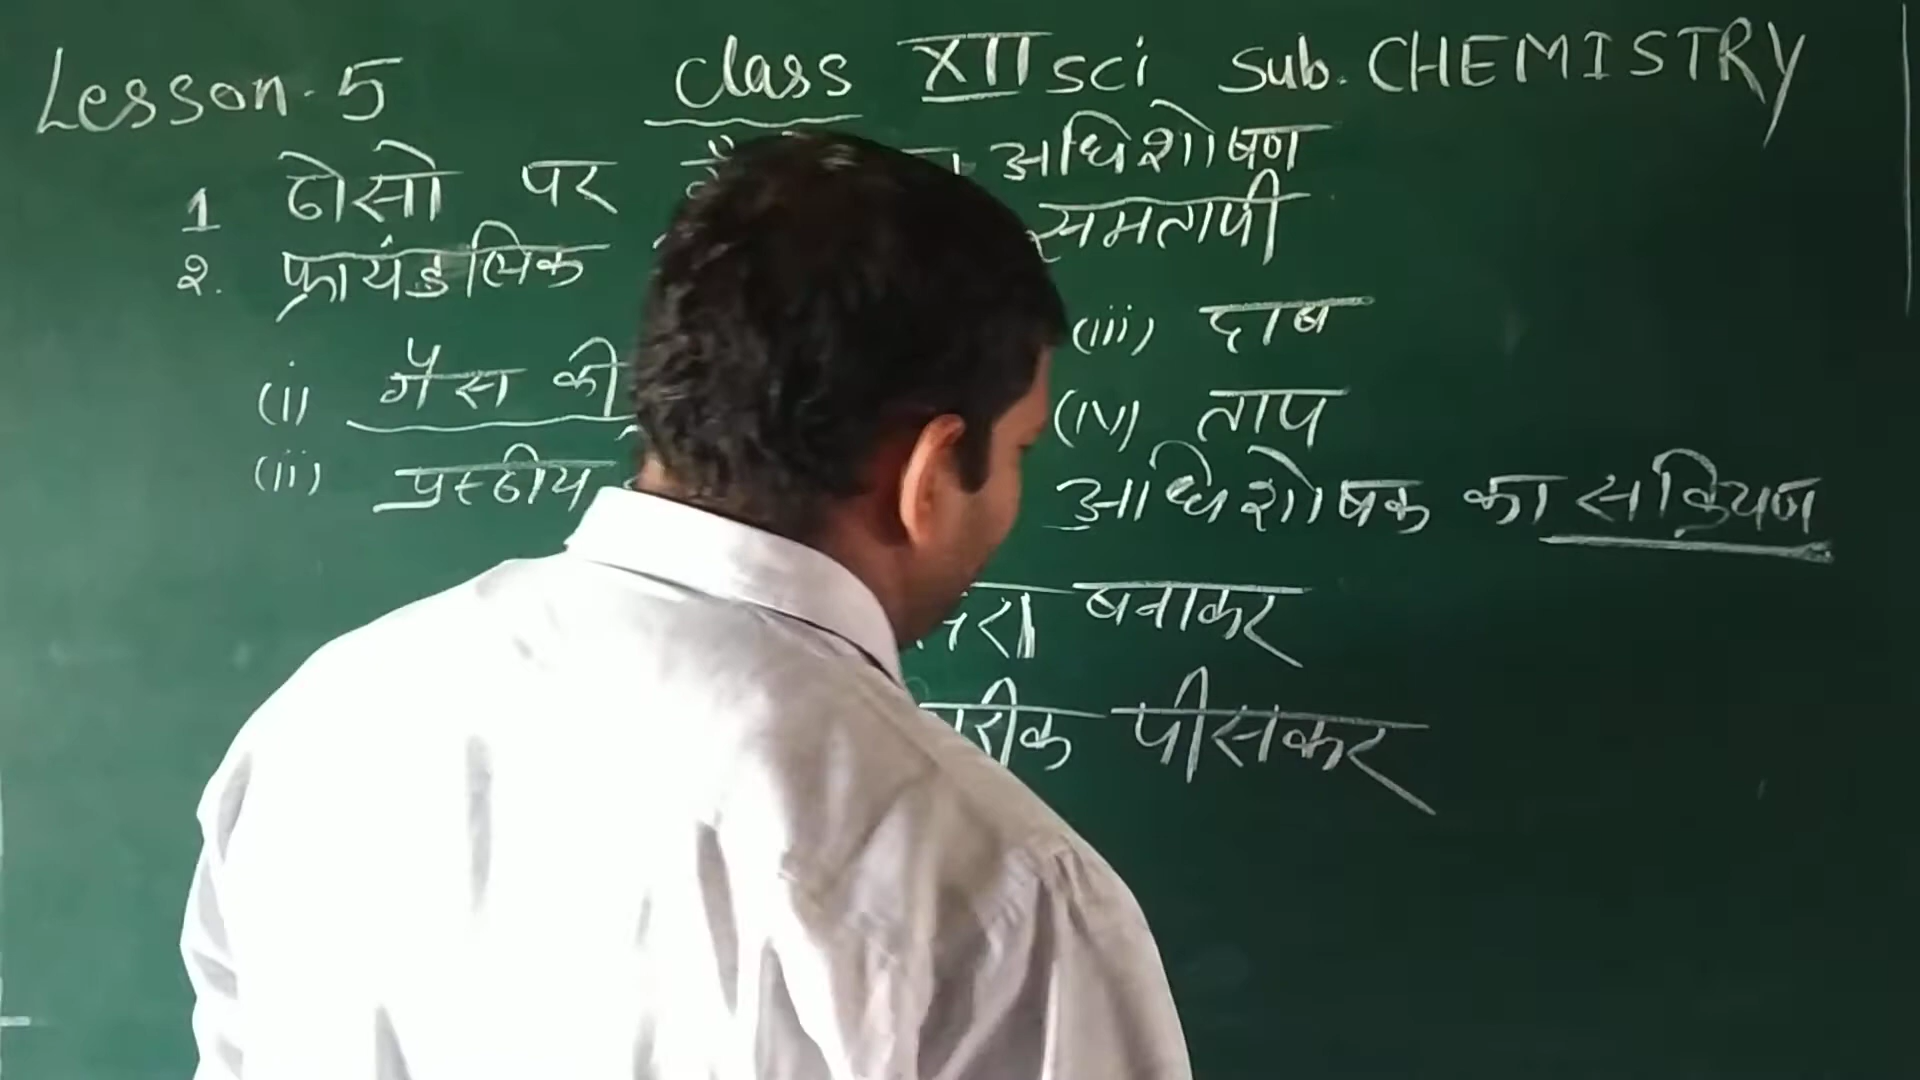 Lesson-5 class XII sci sub. CHEMISTRY
1 ठोसो पर अधिशोषण
२. फ्रायंडलिक समतापी
(i) गैस की (iii) दाब
(iv) ताप
(ii) प्रस्ठीय अधिशोषक का सक्रियण
बनाकर
पीसकर